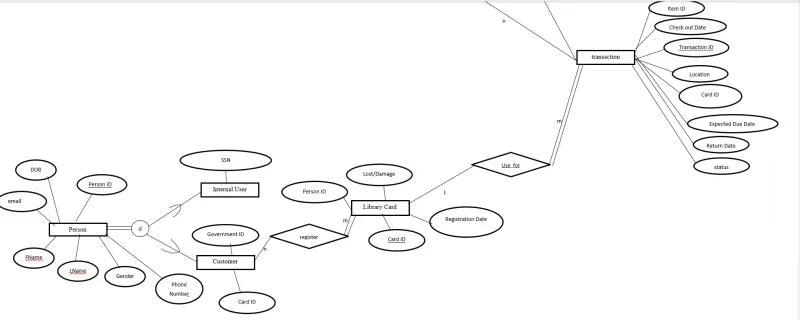 Item ID
n
Check out Date
Transaction ID
transaction
Location
Card ID
m
Expected Due Date
Return Date
status
Use for
SSN
DOB
Person ID
Internal User
Lost/Damage
Person ID
1
email
Library Card
Registration Date
m
Person
d
Government ID
register
Card ID
n
FName
LName
Gender
Customer
Phone
Number
Card ID